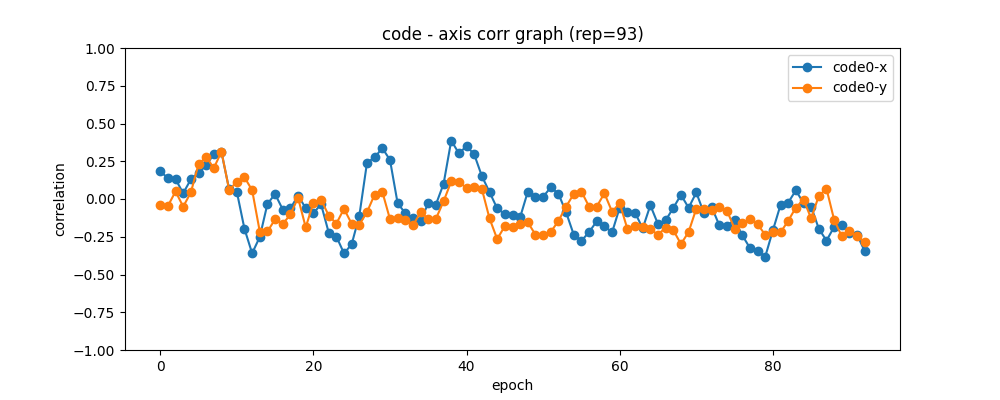 code - axis corr graph (rep=93)
1.00
0.75
0.50
0.25
0.00
−0.25
−0.50
−0.75
−1.00
correlation
code0-x
code0-y
0 20 40 60 80
epoch